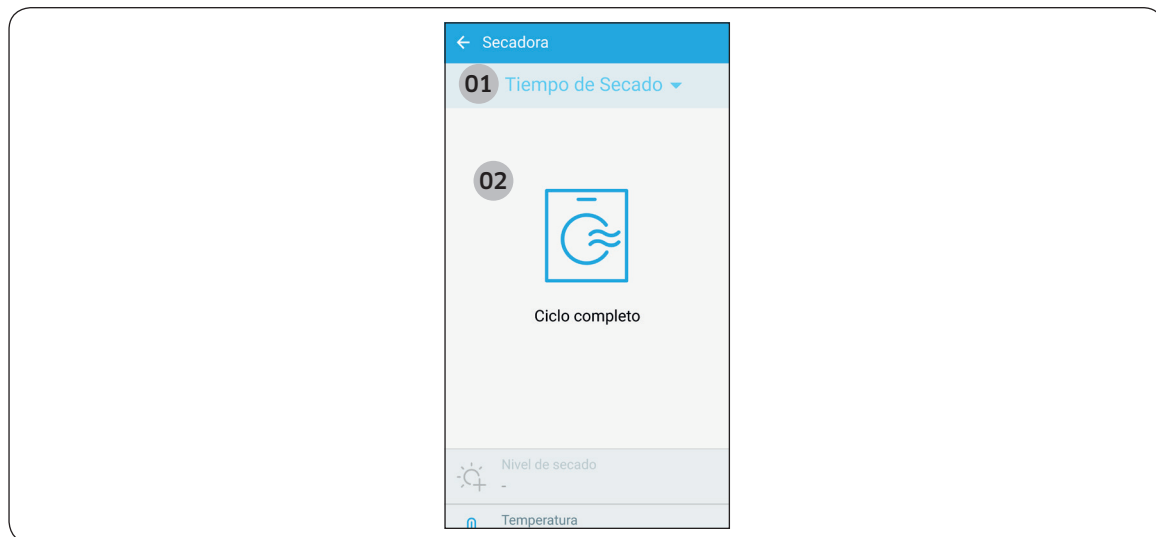 Secadora
01 Tiempo de Secado
02
Ciclo completo
Nivel de secado
-
Temperatura